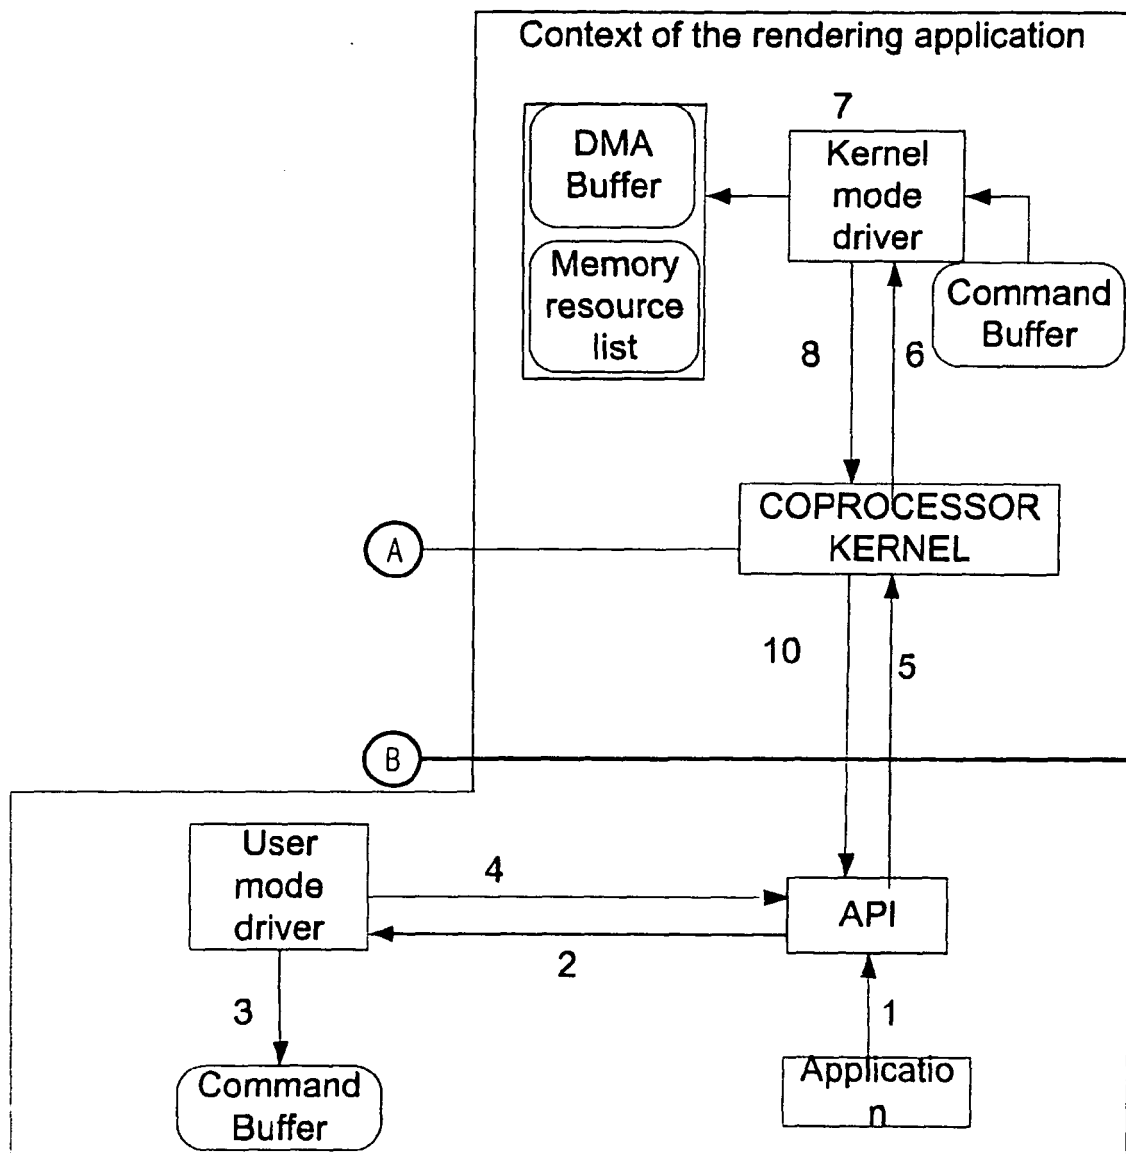 Context of the rendering application
7
DMA
Buffer
Kernel
mode
driver
Memory
resource
list
Command
Buffer
8
6
COPROCESSOR
KERNEL
A
10
5
B
User
mode
driver
4
API
2
3
1
Command
Buffer
Applicatio
n